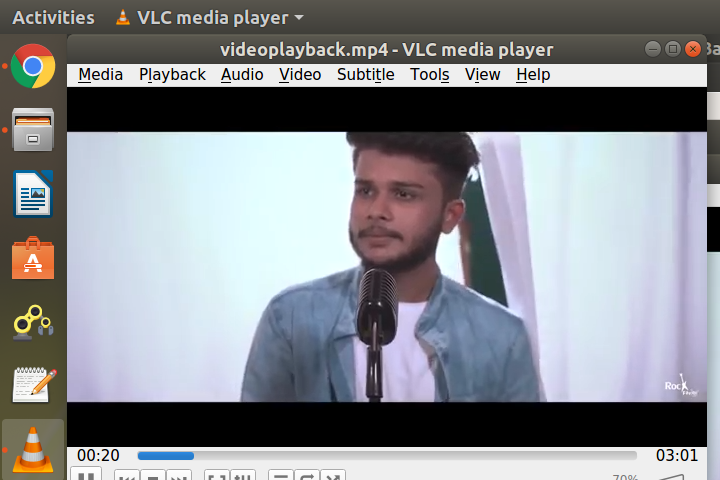 Activities
VLC media player
videoplayback.mp4 - VLC media player
Media Playback Audio Video Subtitle Tools View Help
Rock
00:20
03:01
70%